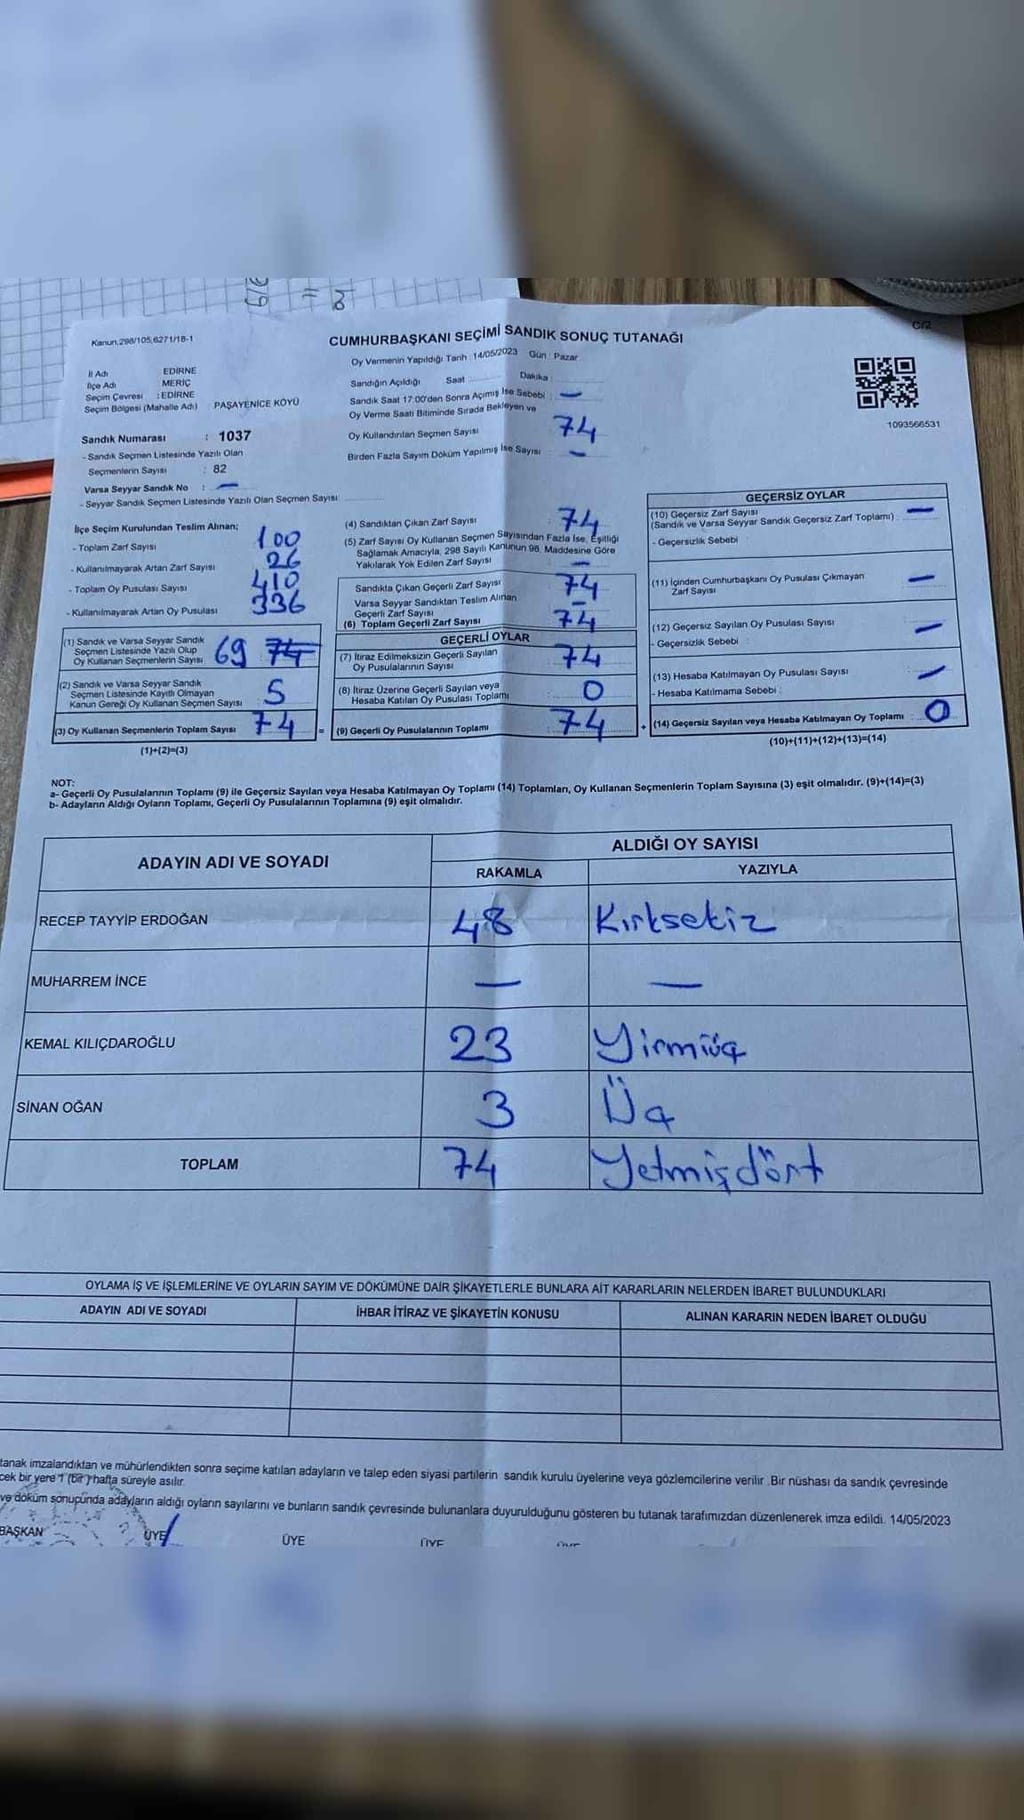 Kanun.298/105,6271/18-1
C/2
CUMHURBAŞKANI SEÇİMİ SANDIK SONUÇ TUTANAĞI
Oy Vermenin Yapıldığı Tarih : 14/05/2023 Gün : Pazar
İl Adı EDİRNE
İlçe Adı MERİÇ
Seçim Çevresi : EDİRNE
Seçim Bölgesi (Mahalle Adı) PAŞAYENİCE KÖYÜ
Sandık Numarası : 1037
- Sandık Seçmen Listesinde Yazılı Olan
Seçmenlerin Sayısı : 82
Varsa Seyyar Sandık No : —
- Seyyar Sandık Seçmen Listesinde Yazılı Olan Seçmen Sayısı
Sandığın Açıldığı Saat Dakika :
Sandık Saat 17:00'den Sonra Açımış İse Sebebi : —
Oy Verme Saati Bitiminde Sırada Bekleyen ve
Oy Kullandırılan Seçmen Sayısı 74
Birden Fazla Sayım Döküm Yapılmış İse Sayısı : —
1093566531
İlçe Seçim Kurulundan Teslim Alınan;
- Toplam Zarf Sayısı 100
- Kullanılmayarak Artan Zarf Sayısı 26
- Toplam Oy Pusulası Sayısı 410
- Kullanılmayarak Artan Oy Pusulası 336
(1) Sandık ve Varsa Seyyar Sandık
Seçmen Listesinde Yazılı Olup
Oy Kullanan Seçmenlerin Sayısı 69 74
(2) Sandık ve Varsa Seyyar Sandık
Seçmen Listesinde Kayıtlı Olmayan
Kanun Gereği Oy Kullanan Seçmen Sayısı 5
(3) Oy Kullanan Seçmenlerin Toplam Sayısı 74
(1)+(2)=(3)
(4) Sandıktan Çıkan Zarf Sayısı 74
(5) Zarf Sayısı Oy Kullanan Seçmen Sayısından Fazla İse, Eşitliği
Sağlamak Amacıyla, 298 Sayılı Kanunun 98. Maddesine Göre
Yakılarak Yok Edilen Zarf Sayısı —
Sandıkta Çıkan Geçerli Zarf Sayısı 74
Varsa Seyyar Sandıktan Teslim Alınan
Geçerli Zarf Sayısı —
(6) Toplam Geçerli Zarf Sayısı 74
GEÇERLİ OYLAR
(7) İtiraz Edilmeksizin Geçerli Sayılan
Oy Pusulalarının Sayısı 74
(8) İtiraz Üzerine Geçerli Sayılan veya
Hesaba Katılan Oy Pusulası Toplamı 0
= (9) Geçerli Oy Pusulalarının Toplamı 74 +
GEÇERSİZ OYLAR
(10) Geçersiz Zarf Sayısı —
(Sandık ve Varsa Seyyar Sandık Geçersiz Zarf Toplamı)
- Geçersizlik Sebebi :
(11) İçinden Cumhurbaşkanı Oy Pusulası Çıkmayan —
Zarf Sayısı
(12) Geçersiz Sayılan Oy Pusulası Sayısı —
- Geçersizlik Sebebi :
(13) Hesaba Katılmayan Oy Pusulası Sayısı —
- Hesaba Katılmama Sebebi :
(14) Geçersiz Sayılan veya Hesaba Katılmayan Oy Toplamı : 0
(10)+(11)+(12)+(13)=(14)
NOT:
a- Geçerli Oy Pusulalarının Toplamı (9) ile Geçersiz Sayılan veya Hesaba Katılmayan Oy Toplamı (14) Toplamları, Oy Kullanan Seçmenlerin Toplam Sayısına (3) eşit olmalıdır. (9)+(14)=(3)
b- Adayların Aldığı Oyların Toplamı, Geçerli Oy Pusulalarının Toplamına (9) eşit olmalıdır.
ADAYIN ADI VE SOYADI ALDIĞI OY SAYISI
RAKAMLA YAZIYLA
RECEP TAYYİP ERDOĞAN 48 Kırksekiz
MUHARREM İNCE — —
KEMAL KILIÇDAROĞLU 23 Yirmiüç
SİNAN OĞAN 3 Üç
TOPLAM 74 Yetmişdört
OYLAMA İŞ VE İŞLEMLERİNE VE OYLARIN SAYIM VE DÖKÜMÜNE DAİR ŞİKAYETLERLE BUNLARA AİT KARARLARIN NELERDEN İBARET BULUNDUKLARI
ADAYIN ADI VE SOYADI İHBAR İTİRAZ VE ŞİKAYETİN KONUSU ALINAN KARARIN NEDEN İBARET OLDUĞU
tanak imzalandıktan ve mühürlendikten sonra seçime katılan adayların ve talep eden siyasi partilerin sandık kurulu üyelerine veya gözlemcilerine verilir .Bir nüshası da sandık çevresinde
cek bir yere 1 (bir ) hafta süreyle asılır.
ve döküm sonucunda adayların aldığı oyların sayılarını ve bunların sandık çevresinde bulunanlara duyurulduğunu gösteren bu tutanak tarafımızdan düzenlenerek imza edildi. 14/05/2023
BAŞKAN ÜYE ÜYE ÜYE ÜYE